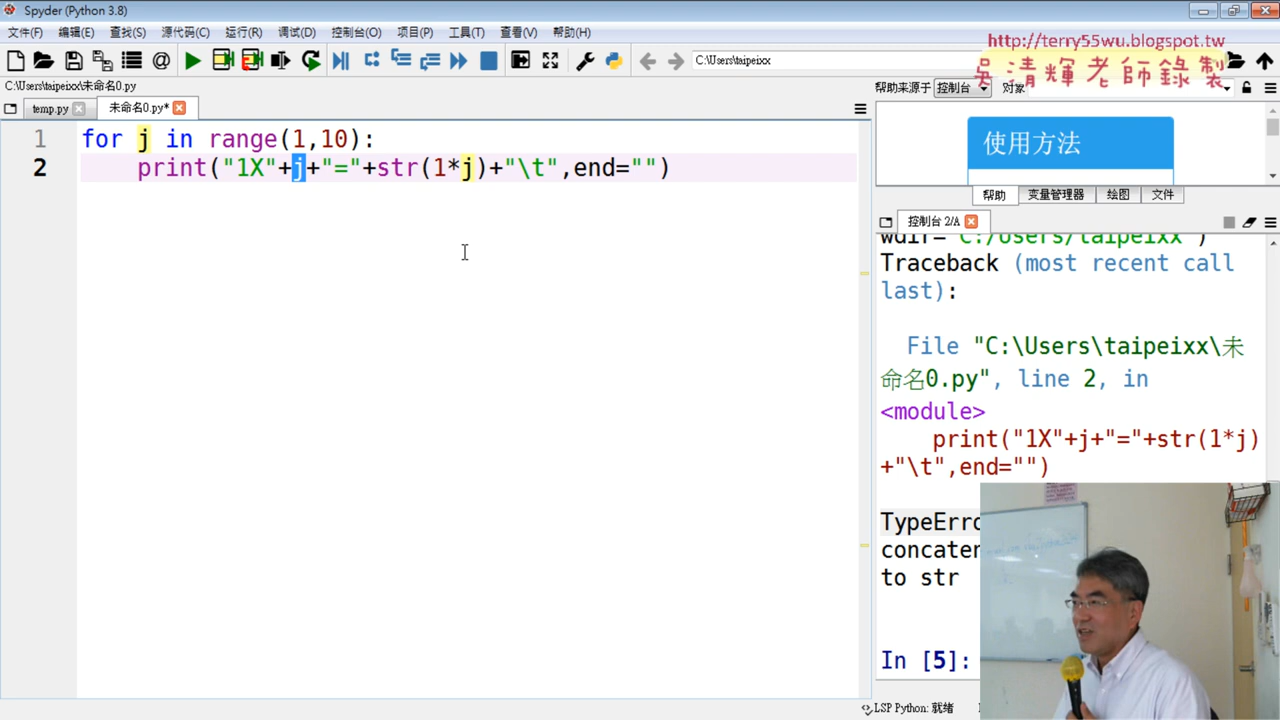 Spyder (Python 3.8)
文件(F) 编辑(E) 查找(S) 源代码(C) 运行(R) 调试(D) 控制台(O) 项目(P) 工具(T) 查看(V) 帮助(H)
C:\Users\taipeixx
http://terry55wu.blogspot.tw
吳清輝老師錄製
C:\Users\taipeixx\未命名0.py
temp.py 未命名0.py*
1 for j in range(1,10):
2 print("1X"+j+"="+str(1*j)+"\t",end="")
帮助来源于 控制台 对象
使用方法
帮助 变量管理器 绘图 文件
控制台 2/A
wdir='C:/Users/taipeixx')
Traceback (most recent call
last):
File "C:\Users\taipeixx\未
命名0.py", line 2, in
<module>
print("1X"+j+"="+str(1*j)
+"\t",end="")
TypeErro
concaten
to str
In [5]:
LSP Python: 就绪